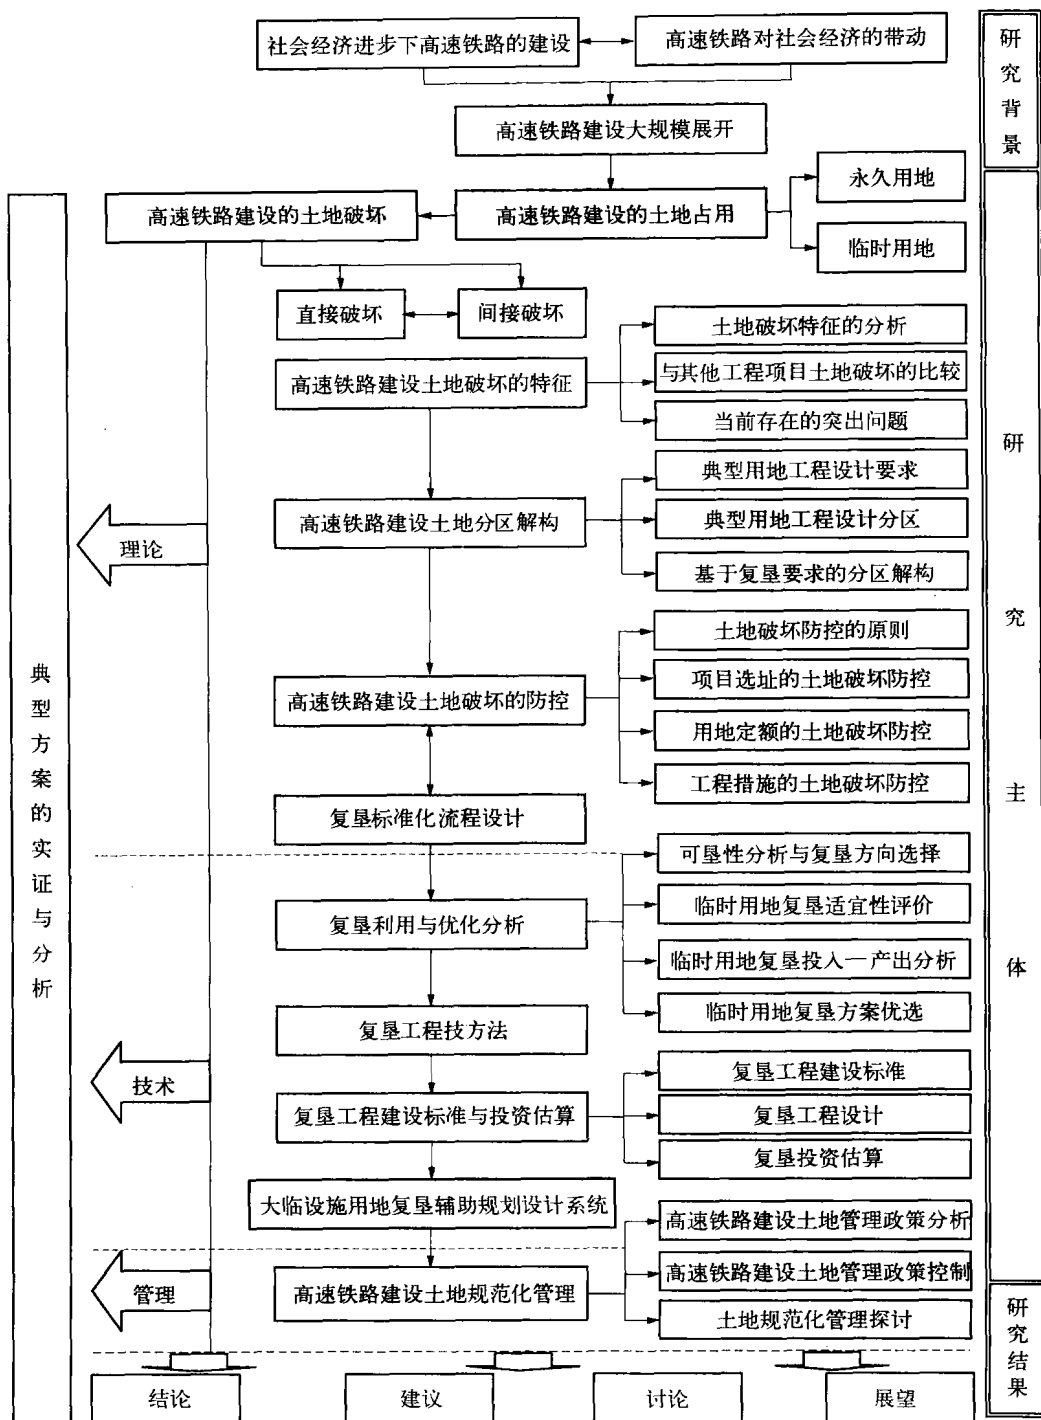 社会经济进步下高速铁路的建设
高速铁路对社会经济的带动
高速铁路建设大规模展开
高速铁路建设的土地破坏
高速铁路建设的土地占用
永久用地
临时用地
直接破坏
间接破坏
高速铁路建设土地破坏的特征
土地破坏特征的分析
与其他工程项目土地破坏的比较
当前存在的突出问题
高速铁路建设土地分区解构
典型用地工程设计要求
典型用地工程设计分区
基于复垦要求的分区解构
理论
高速铁路建设土地破坏的防控
土地破坏防控的原则
项目选址的土地破坏防控
用地定额的土地破坏防控
工程措施的土地破坏防控
复垦标准化流程设计
复垦利用与优化分析
可垦性分析与复垦方向选择
临时用地复垦适宜性评价
临时用地复垦投入—产出分析
临时用地复垦方案优选
复垦工程技方法
技术
复垦工程建设标准与投资估算
复垦工程建设标准
复垦工程设计
复垦投资估算
大临设施用地复垦辅助规划设计系统
高速铁路建设土地规范化管理
高速铁路建设土地管理政策分析
高速铁路建设土地管理政策控制
土地规范化管理探讨
管理
结论
建议
讨论
展望
典型方案的实证与分析
研究背景
研究主体
研究结果